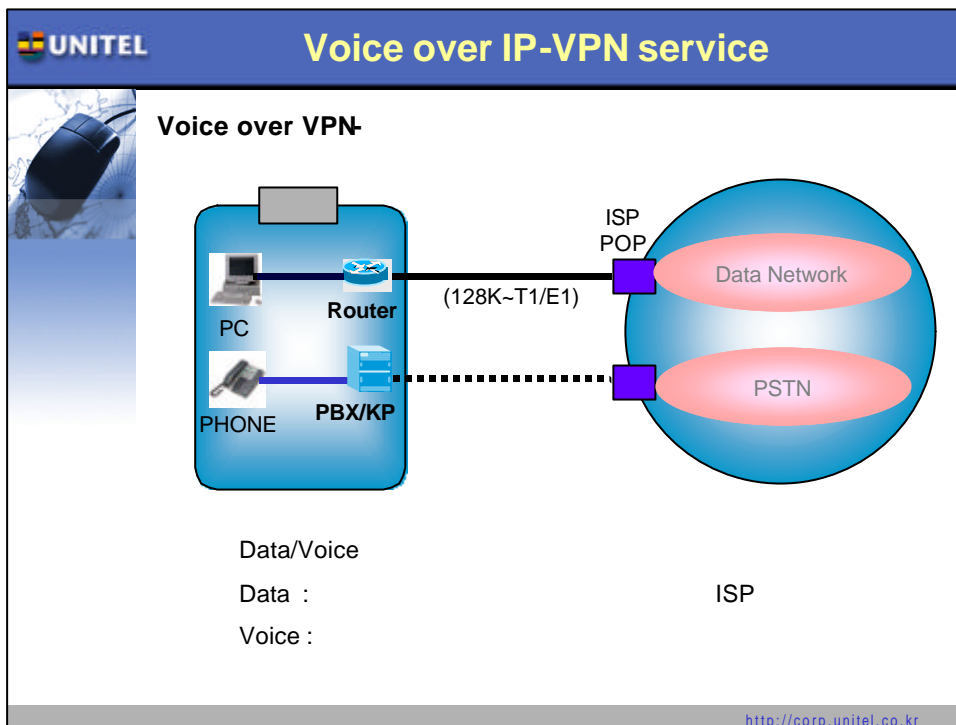 UNITEL
Voice over IP-VPN service
Voice over VPN-
ISP
POP
Data Network
(128K~T1/E1)
Router
PC
PSTN
PBX/KP
PHONE
Data/Voice
Data : ISP
Voice :
http://corp.unitel.co.kr